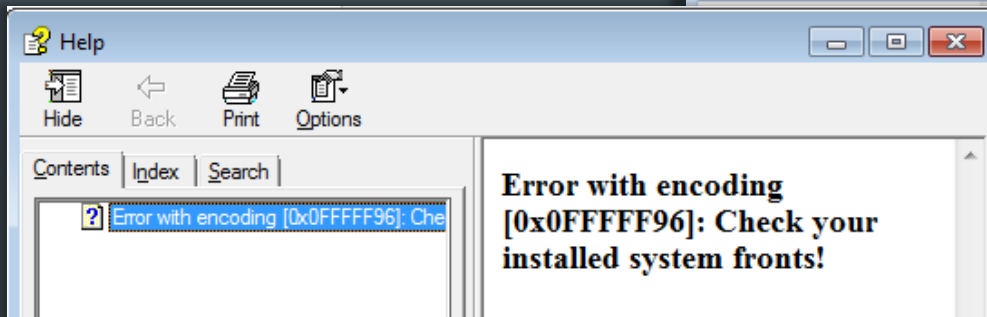 Help
Hide
Back
Print
Options
Contents
Index
Search
Error with encoding [0x0FFFFF96]: Che
Error with encoding
[0x0FFFFF96]: Check your
installed system fronts!